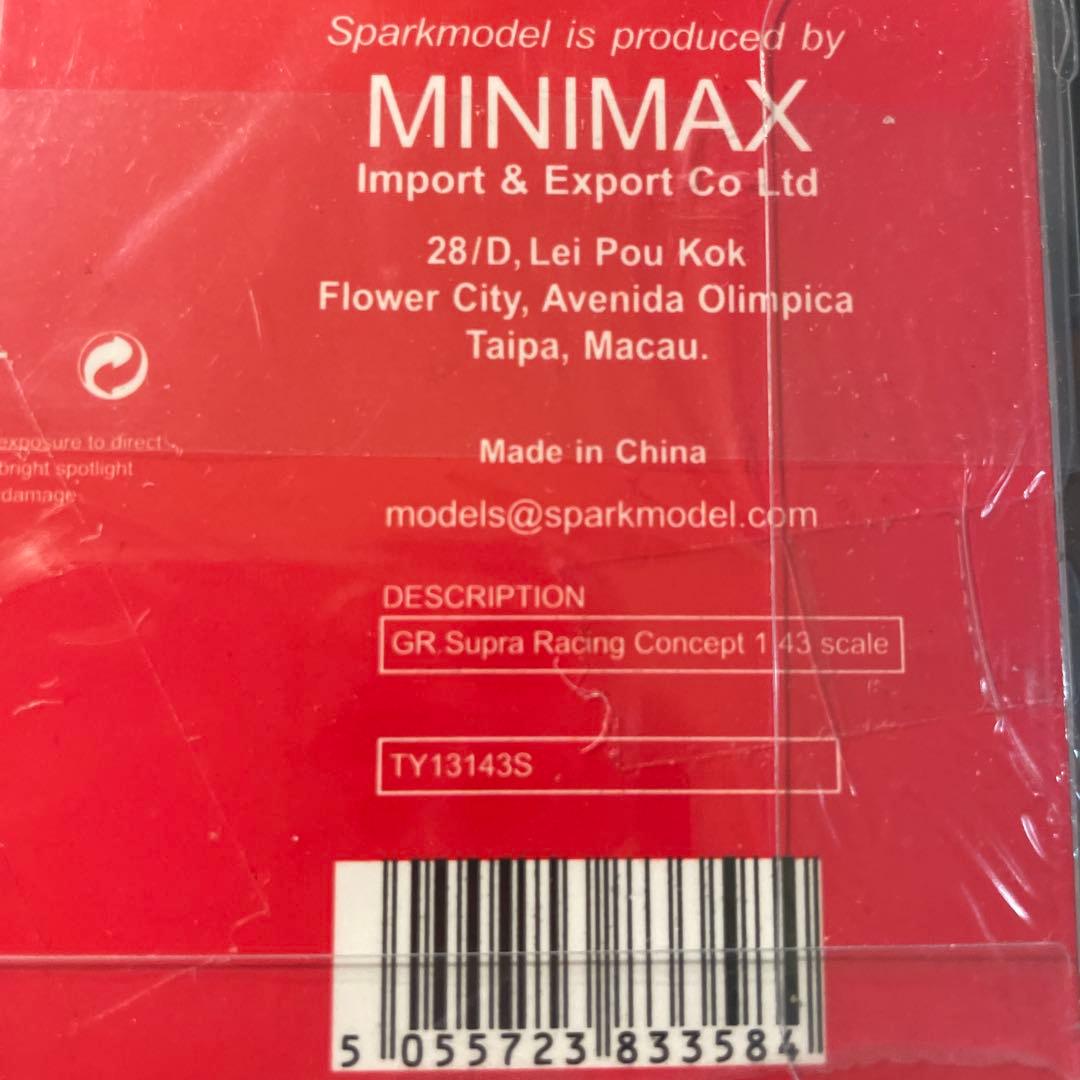 Sparkmodel is produced by
MINIMAX
Import & Export Co Ltd
28/D, Lei Pou Kok
Flower City, Avenida Olimpica
Taipa, Macau.
exposure to direct
bright spotlight
damage
Made in China
models@sparkmodel.com
DESCRIPTION
GR Supra Racing Concept 1:43 scale
TY13143S
5 055723 833584